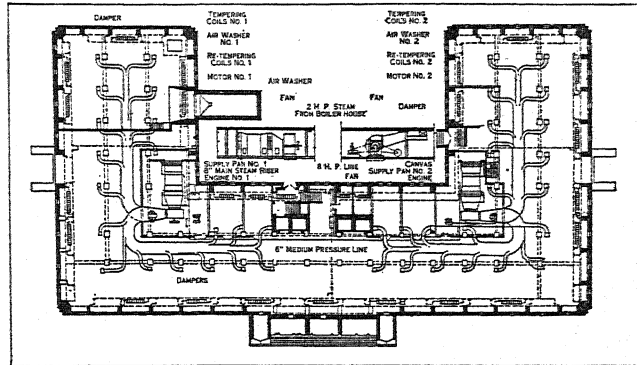 DAMPER
TEMPERING
COILS NO. 1
AIR WASHER
NO. 1
RE-TEMPERING
COILS NO. 1
MOTOR NO. 1
AIR WASHER
FAN
2 H. P. STEAM
FROM BOILER HOUSE
FAN
TEMPERING
COILS NO. 2
AIR WASHER
NO. 2
RE-TEMPERING
COILS NO. 2
MOTOR NO. 2
DAMPER
SUPPLY FAN NO. 1
8" MAIN STEAM RISER
ENGINE NO. 1
8 H. P. LINE
FAN
CANVAS
SUPPLY FAN NO. 2
ENGINE
6" MEDIUM PRESSURE LINE
DAMPERS